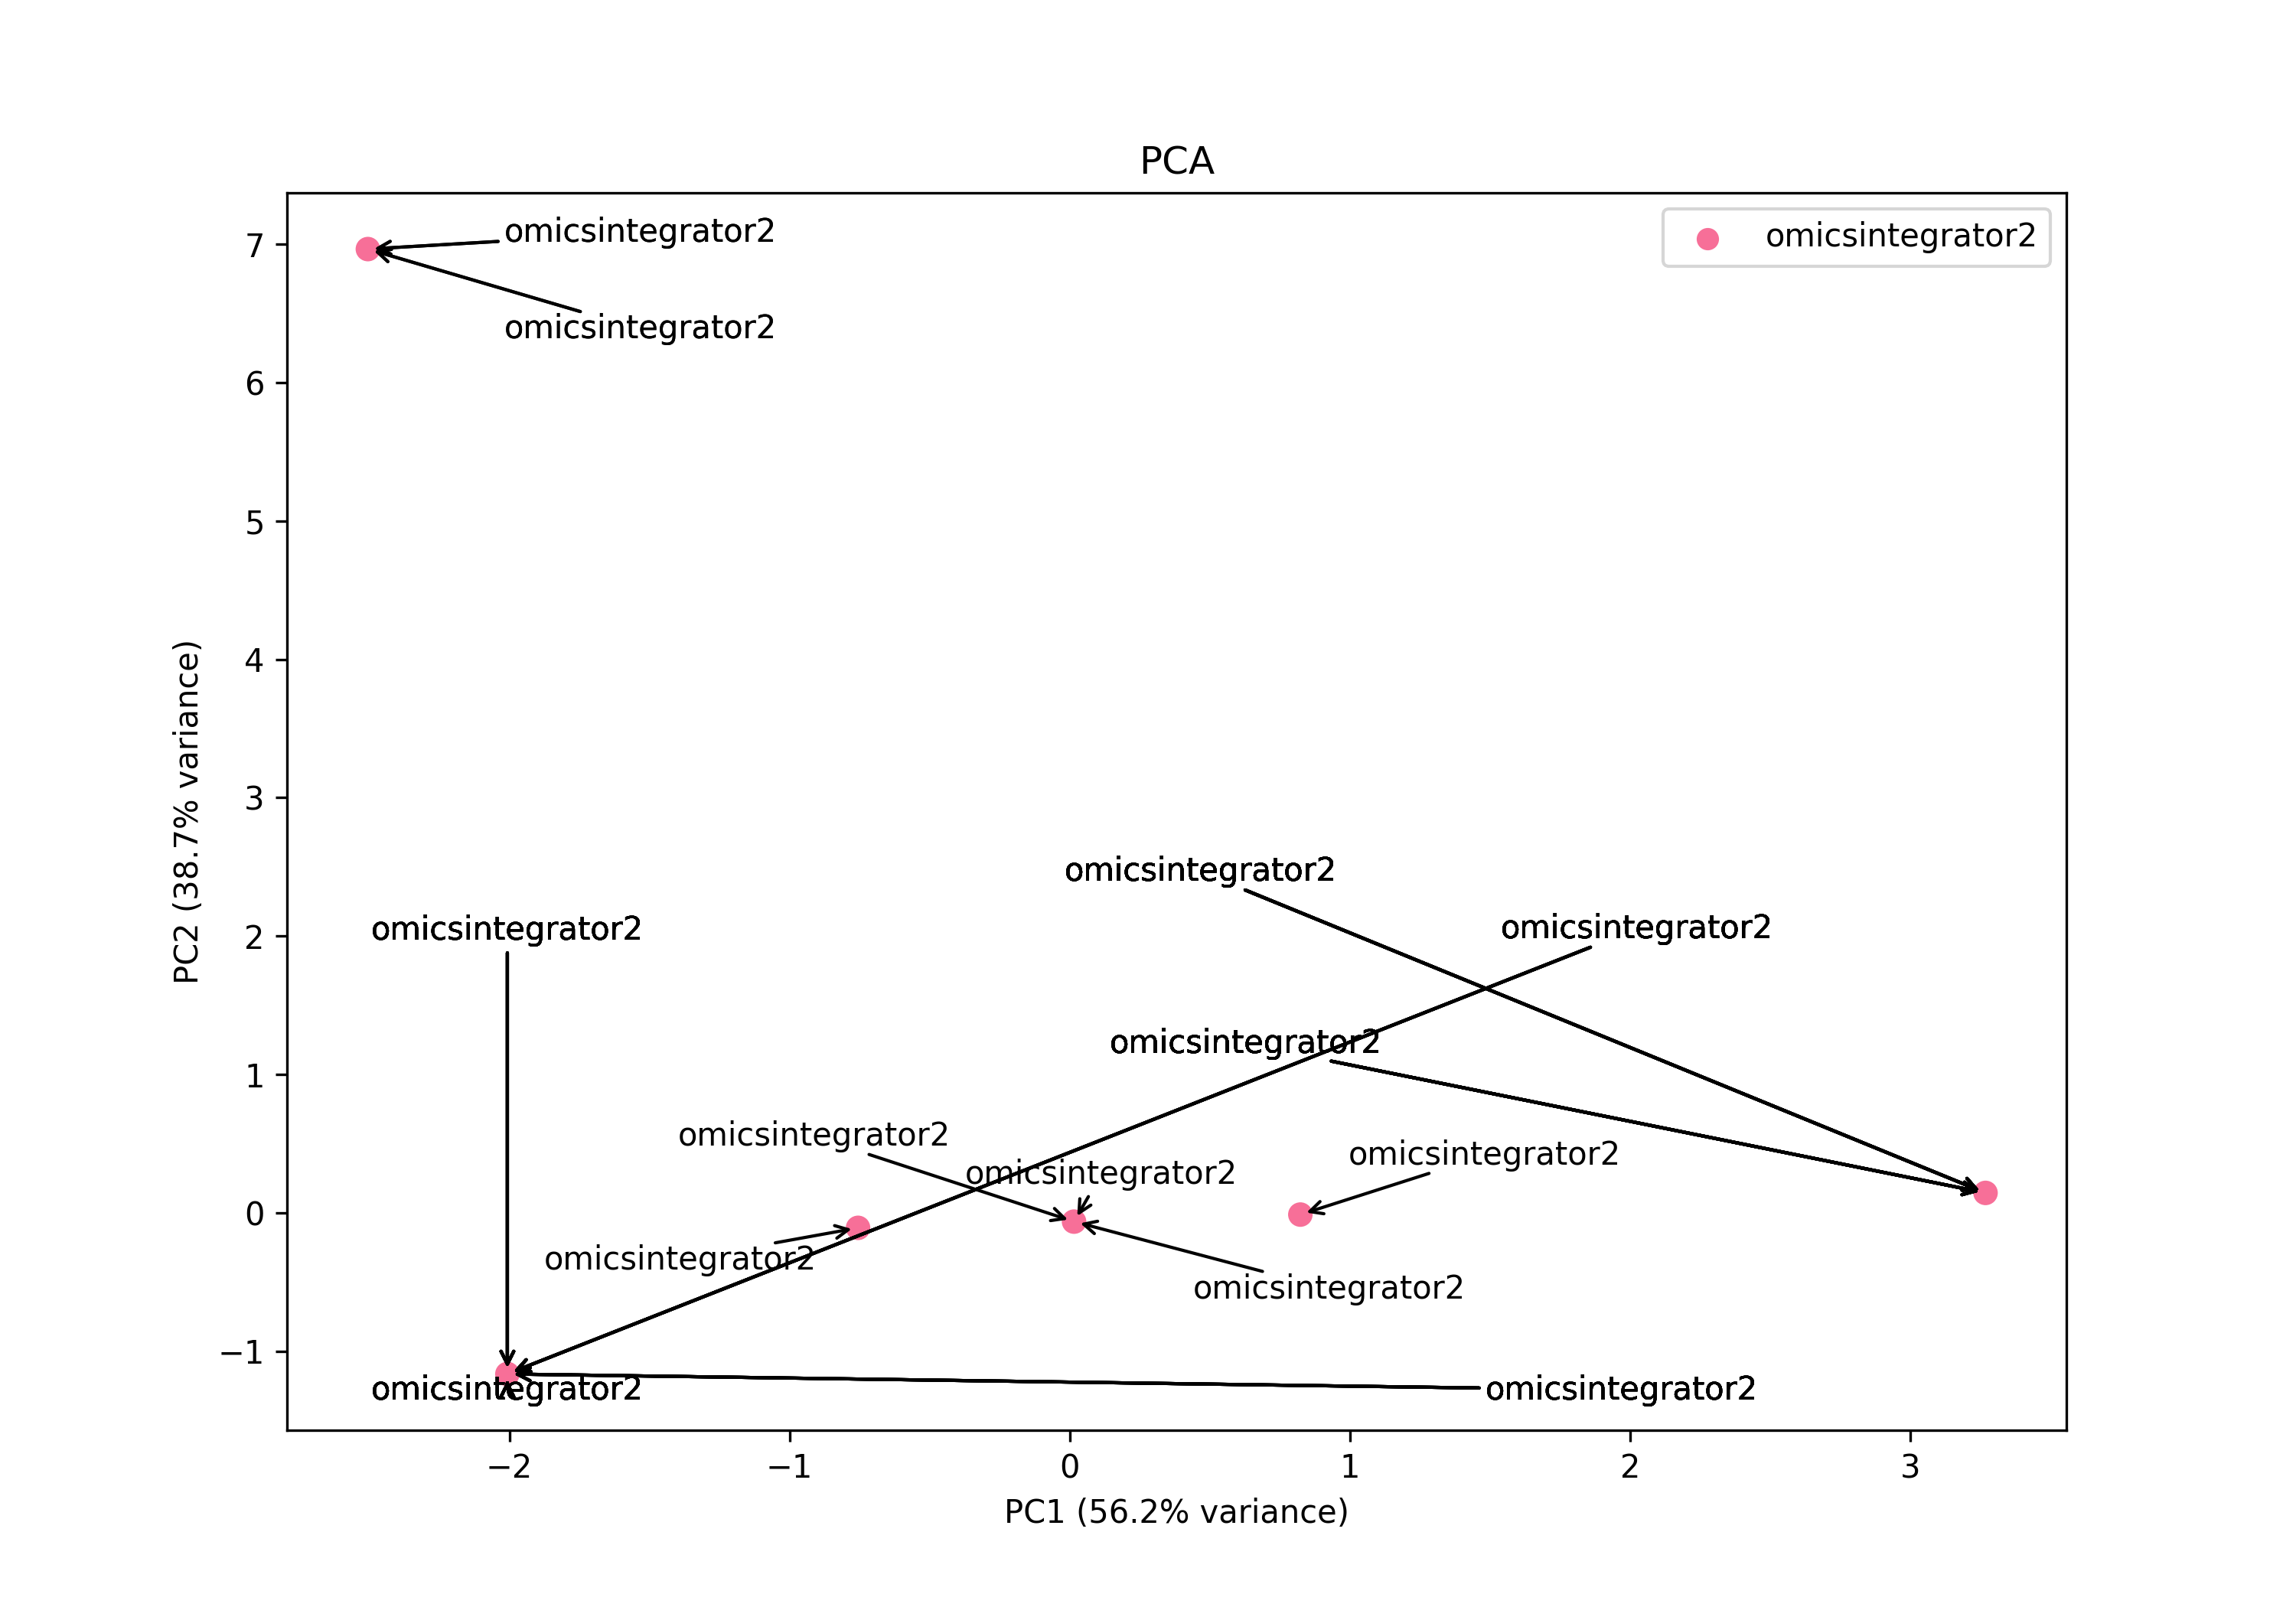 PCA
omicsintegrator2
omicsintegrator2
omicsintegrator2
omicsintegrator2
omicsintegrator2
omicsintegrator2
omicsintegrator2
omicsintegrator2
omicsintegrator2
omicsintegrator2
omicsintegrator2
omicsintegrator2
omicsintegrator2
omicsintegrator2
7
6
5
4
3
2
1
0
−1
PC2 (38.7% variance)
−2 −1 0 1 2 3
PC1 (56.2% variance)